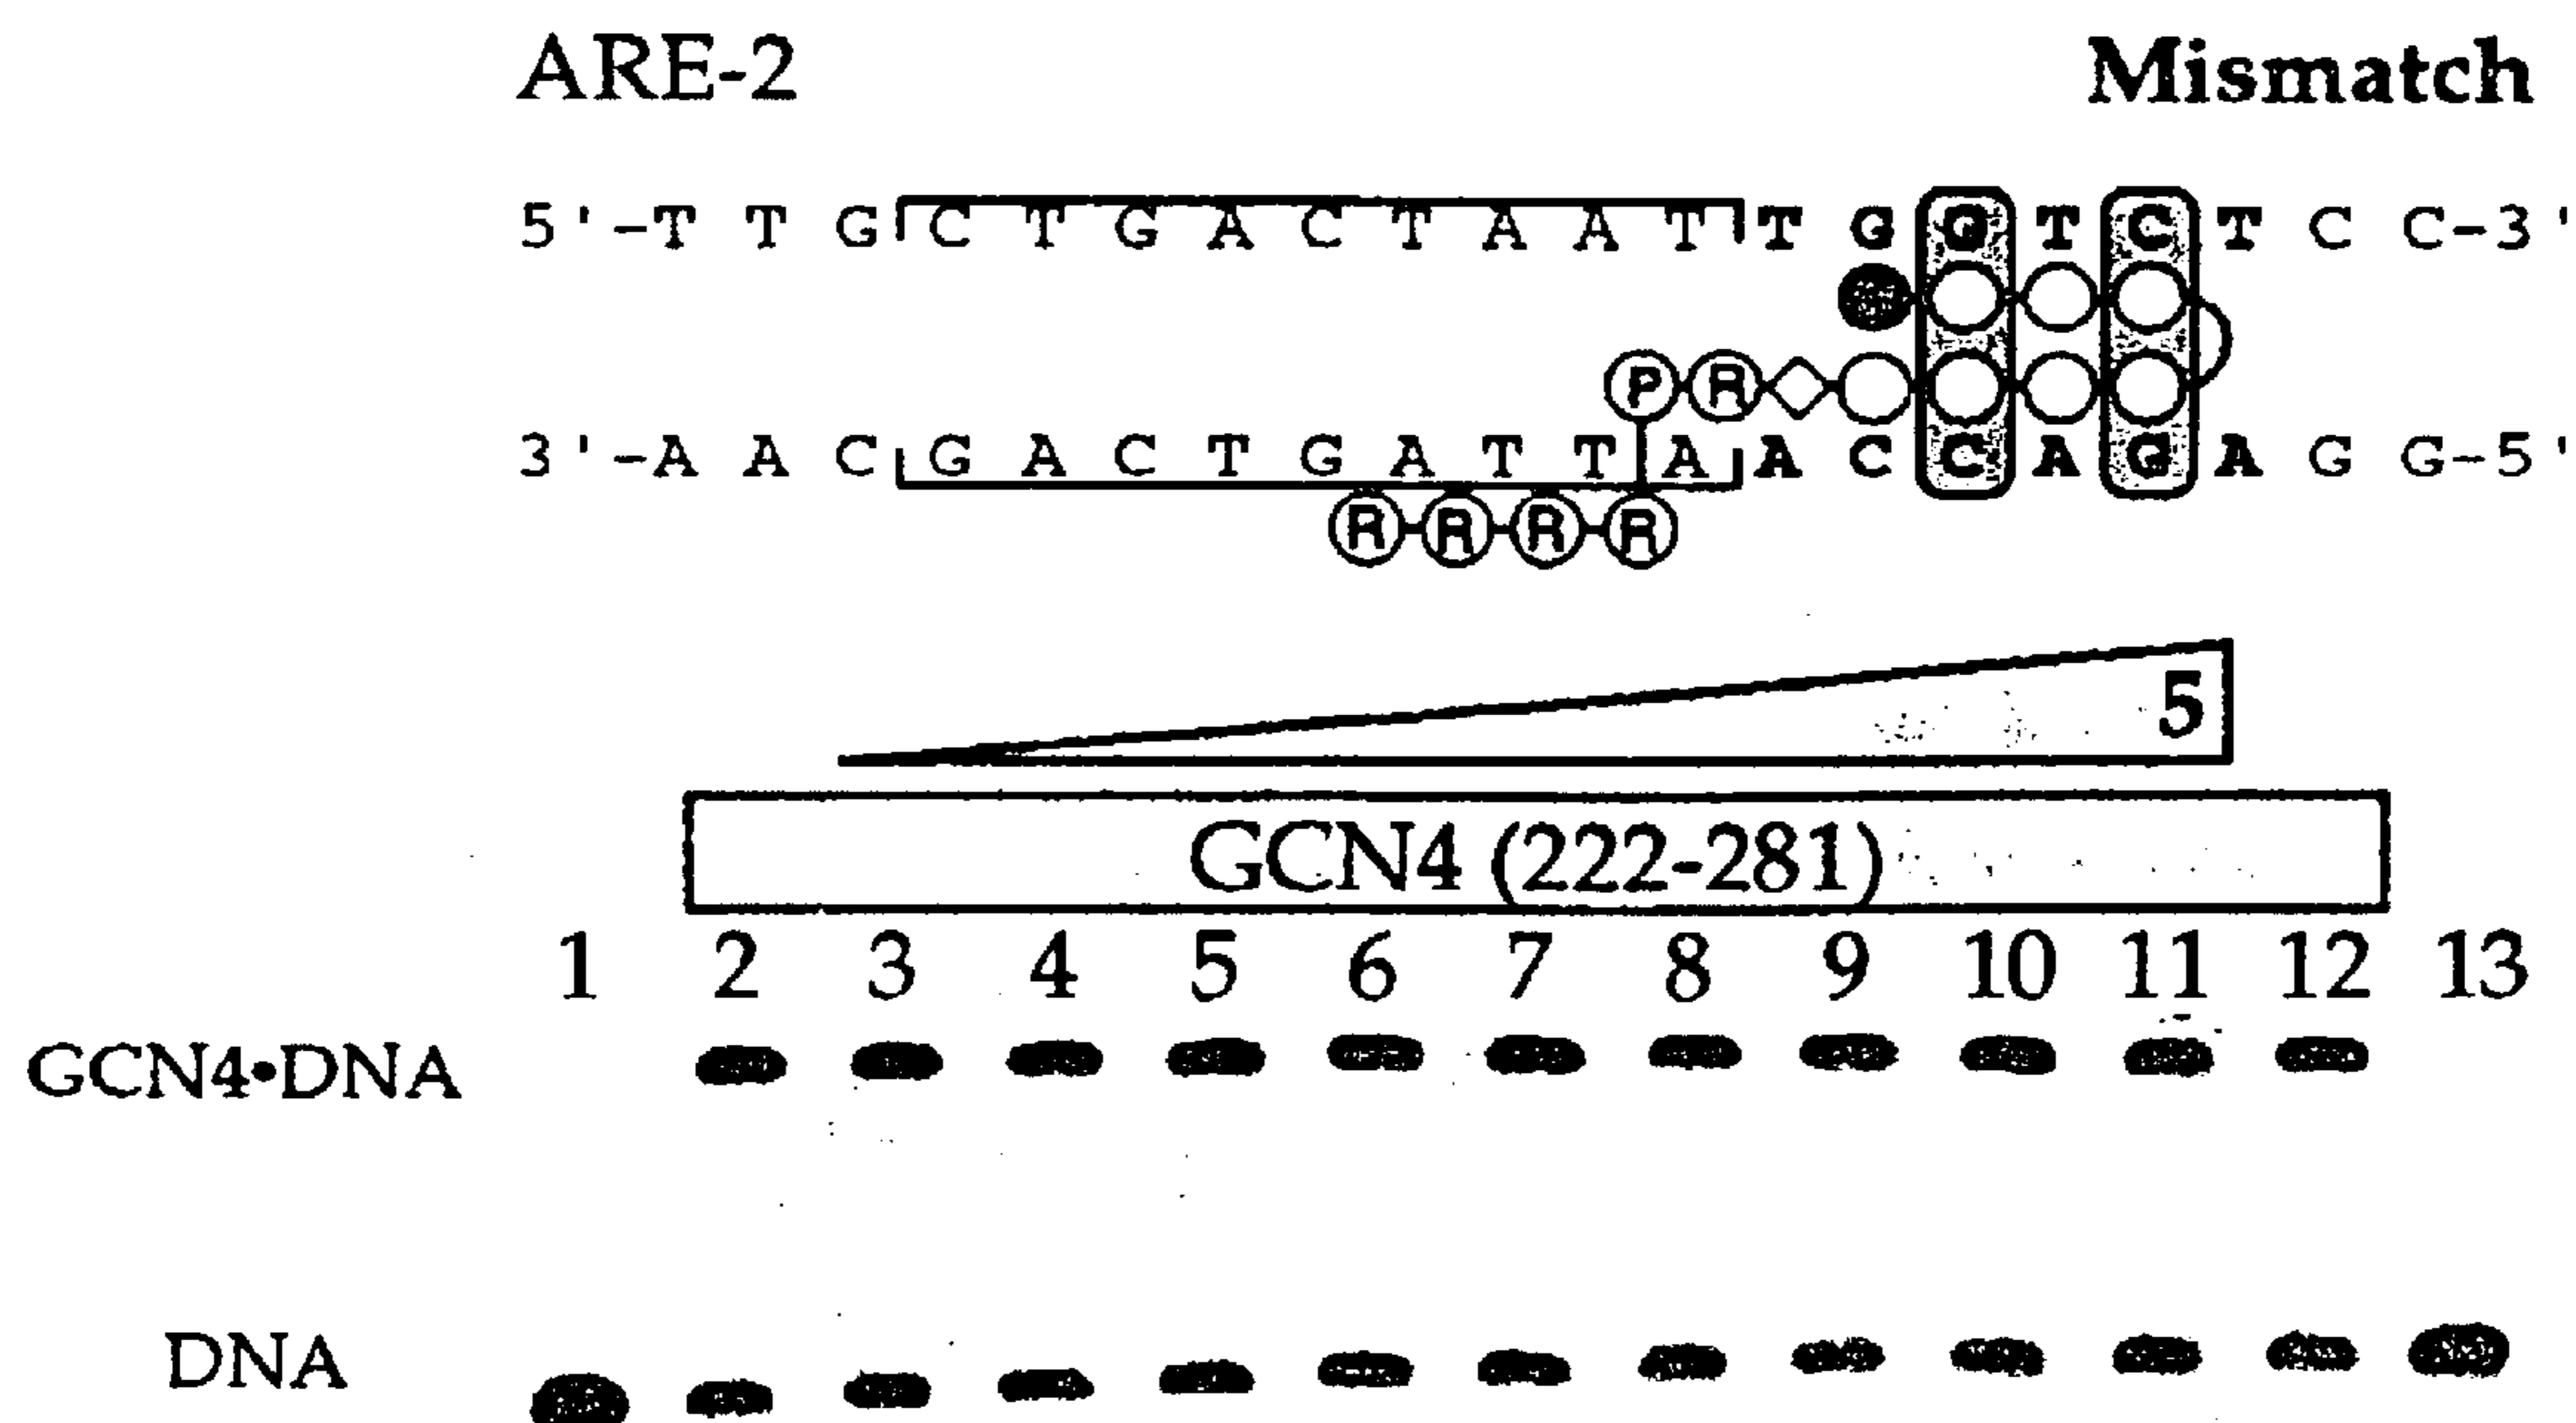 ARE-2 Mismatch
5'-T T G C T G A C T A A T T G G T C T C C-3'
P R
3'-A A C G A C T G A T T A A C C A G A G G-5'
R R R R
5
GCN4 (222-281)
1 2 3 4 5 6 7 8 9 10 11 12 13
GCN4•DNA
DNA